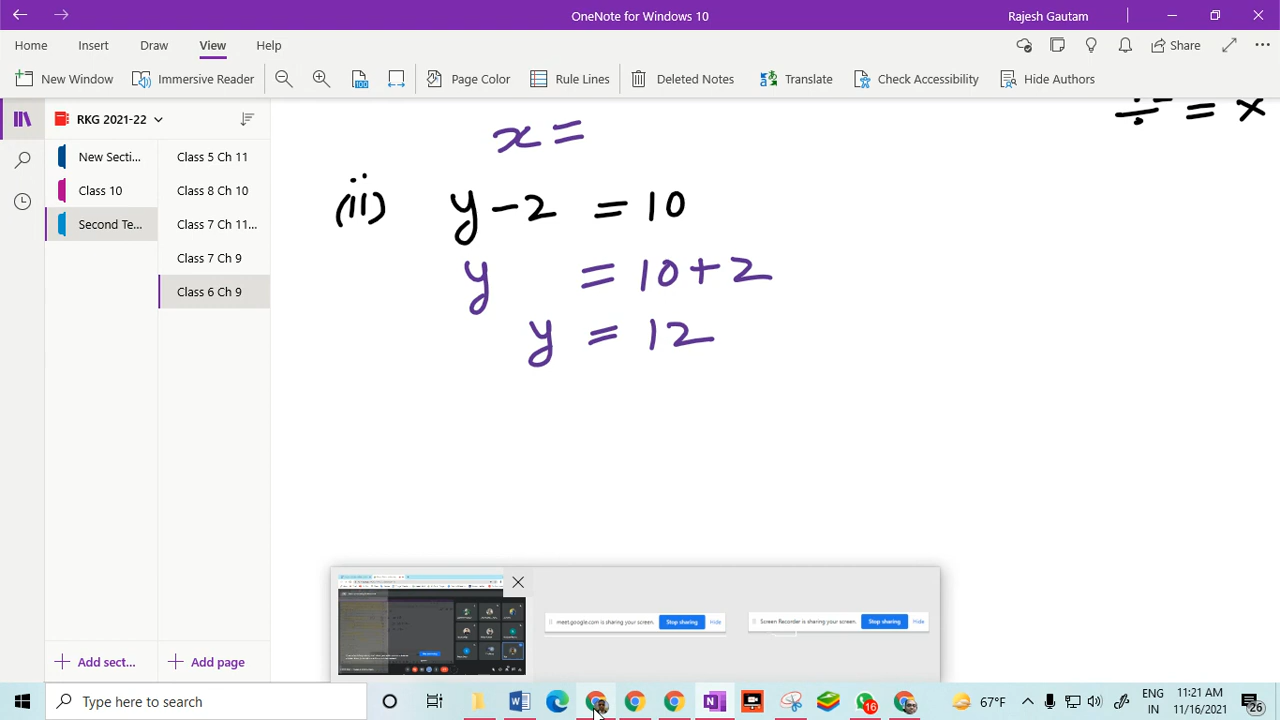 OneNote for Windows 10
Rajesh Gautam
Home Insert Draw View Help
Share
New Window Immersive Reader Page Color Rule Lines Deleted Notes Translate Check Accessibility Hide Authors
RKG 2021-22
New Secti...
Class 10
Second Te...
Class 5 Ch 11
Class 8 Ch 10
Class 7 Ch 11...
Class 7 Ch 9
Class 6 Ch 9
÷ = x
x =
(ii) y - 2 = 10
y = 10 + 2
y = 12
meet.google.com is sharing your screen. Stop sharing Hide
Screen Recorder is sharing your screen. Stop sharing Hide
Add page
Type here to search
16
67°F
ENG
IN
11:21 AM
11/16/2021
26